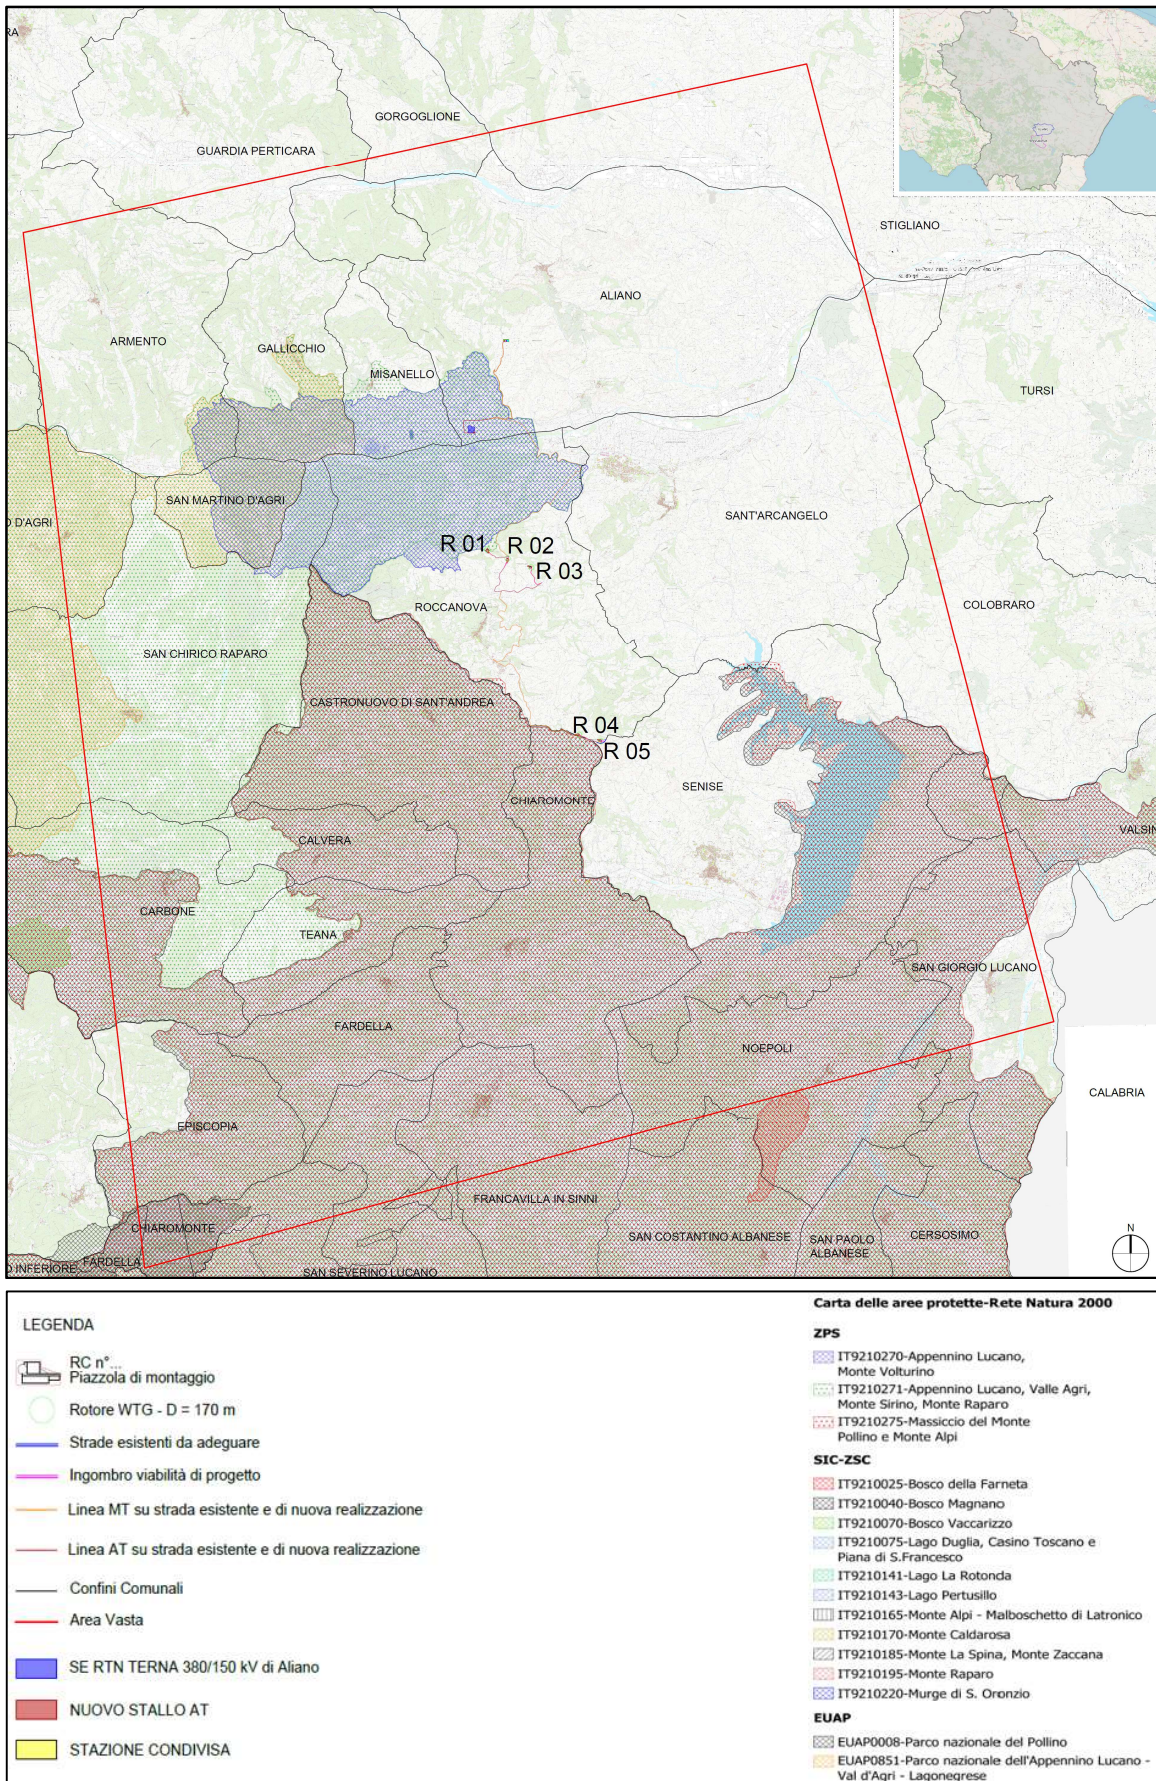 GORGOGLIONE
GUARDIA PERTICARA
STIGLIANO
ALIANO
ARMENTO
GALLICCHIO
MISANELLO
TURSI
SAN MARTINO D'AGRI
D'AGRI
SANT'ARCANGELO
R 01
R 02
R 03
ROCCANOVA
COLOBRARO
SAN CHIRICO RAPARO
CASTRONUOVO DI SANT'ANDREA
R 04
R 05
SENISE
CHIAROMONTE
VALSIN
CALVERA
CARBONE
TEANA
SAN GIORGIO LUCANO
FARDELLA
NOEPOLI
CALABRIA
EPISCOPIA
FRANCAVILLA IN SINNI
CHIAROMONTE
SAN COSTANTINO ALBANESE
SAN PAOLO
ALBANESE
CERSOSIMO
FARDELLA
O INFERIORE
SAN SEVERINO LUCANO
N
LEGENDA
RC n°...
Piazzola di montaggio
Rotore WTG - D = 170 m
Strade esistenti da adeguare
Ingombro viabilità di progetto
Linea MT su strada esistente e di nuova realizzazione
Linea AT su strada esistente e di nuova realizzazione
Confini Comunali
Area Vasta
SE RTN TERNA 380/150 kV di Aliano
NUOVO STALLO AT
STAZIONE CONDIVISA
Carta delle aree protette-Rete Natura 2000
ZPS
IT9210270-Appennino Lucano,
Monte Volturino
IT9210271-Appennino Lucano, Valle Agri,
Monte Sirino, Monte Raparo
IT9210275-Massiccio del Monte
Pollino e Monte Alpi
SIC-ZSC
IT9210025-Bosco della Farneta
IT9210040-Bosco Magnano
IT9210070-Bosco Vaccarizzo
IT9210075-Lago Duglia, Casino Toscano e
Piana di S.Francesco
IT9210141-Lago La Rotonda
IT9210143-Lago Pertusillo
IT9210165-Monte Alpi - Malboschetto di Latronico
IT9210170-Monte Caldarosa
IT9210185-Monte La Spina, Monte Zaccana
IT9210195-Monte Raparo
IT9210220-Murge di S. Oronzio
EUAP
EUAP0008-Parco nazionale del Pollino
EUAP0851-Parco nazionale dell'Appennino Lucano -
Val d'Agri - Lagonegrese